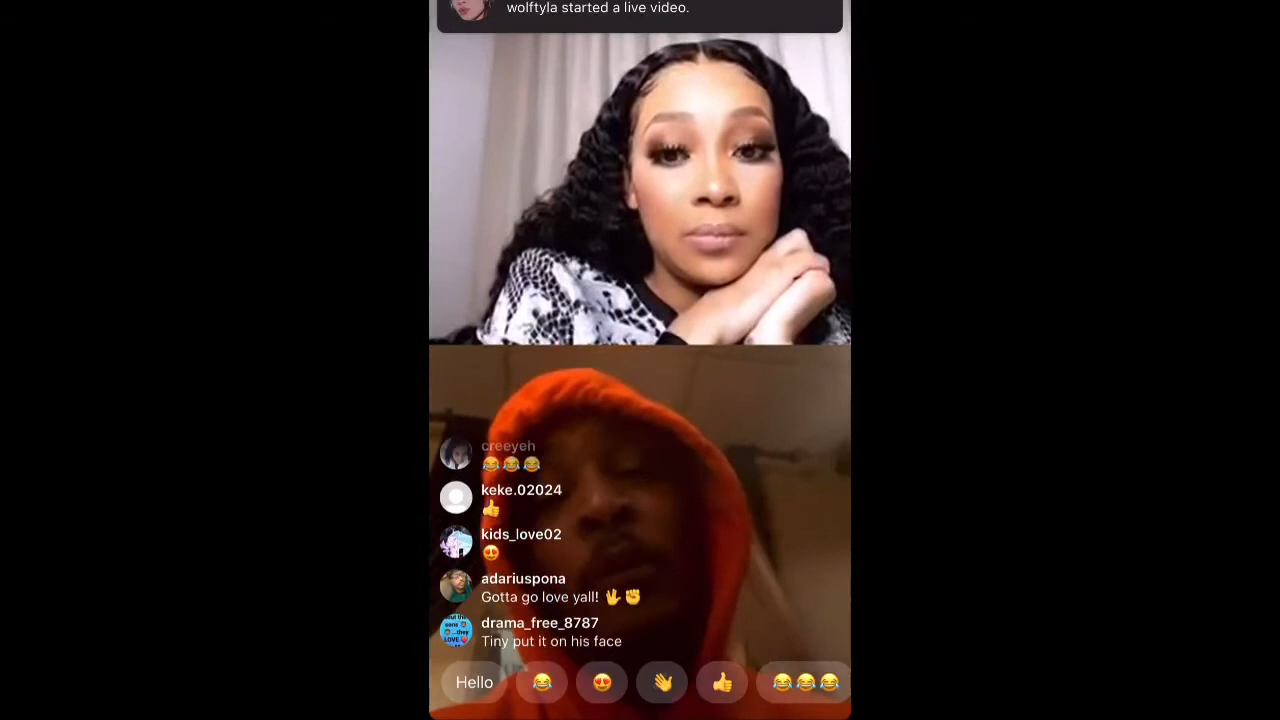 wolftyla started a live video.
creeyeh
😂😂😂
keke.02024
👍
kids_love02
😍
adariuspona
Gotta go love yall! 🖖✊
drama_free_8787
Tiny put it on his face
Hello 😂 😍 👋 👍 😂😂😂